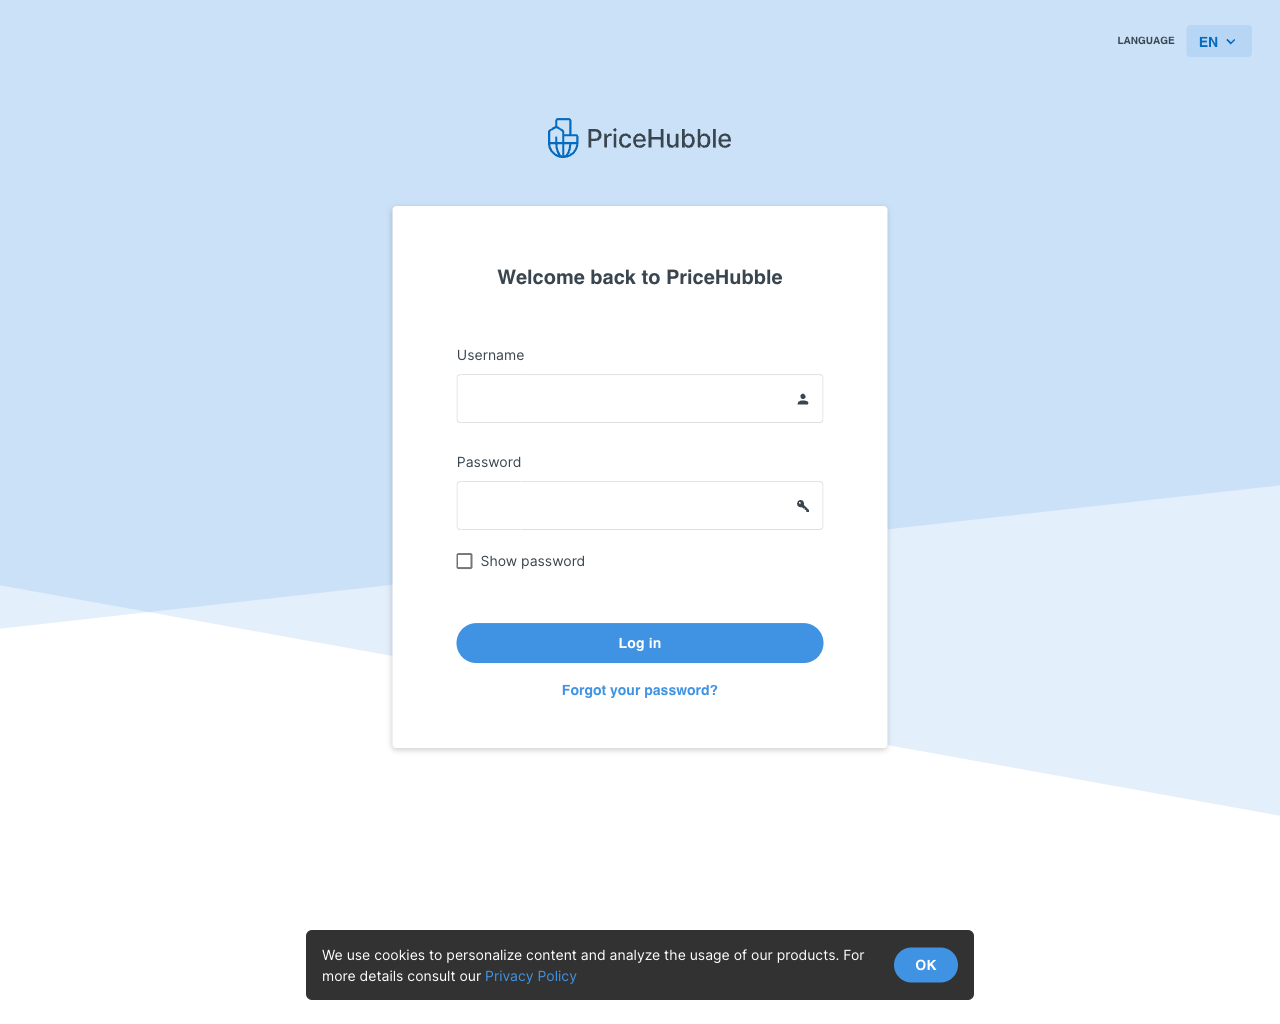 LANGUAGE EN
PriceHubble
Welcome back to PriceHubble
Username
Password
Show password
Log in
Forgot your password?
We use cookies to personalize content and analyze the usage of our products. For
more details consult our Privacy Policy
OK